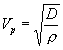 V_p = √(D/ρ)